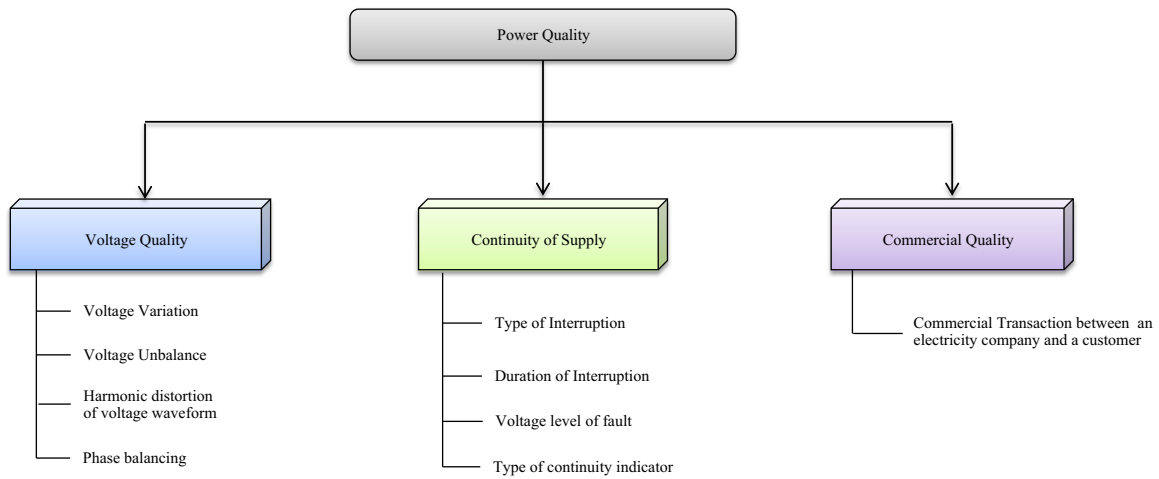 Power Quality
Voltage Quality
Voltage Variation
Voltage Unbalance
Harmonic distortion
of voltage waveform
Phase balancing
Continuity of Supply
Type of Interruption
Duration of Interruption
Voltage level of fault
Type of continuity indicator
Commercial Quality
Commercial Transaction between an
electricity company and a customer